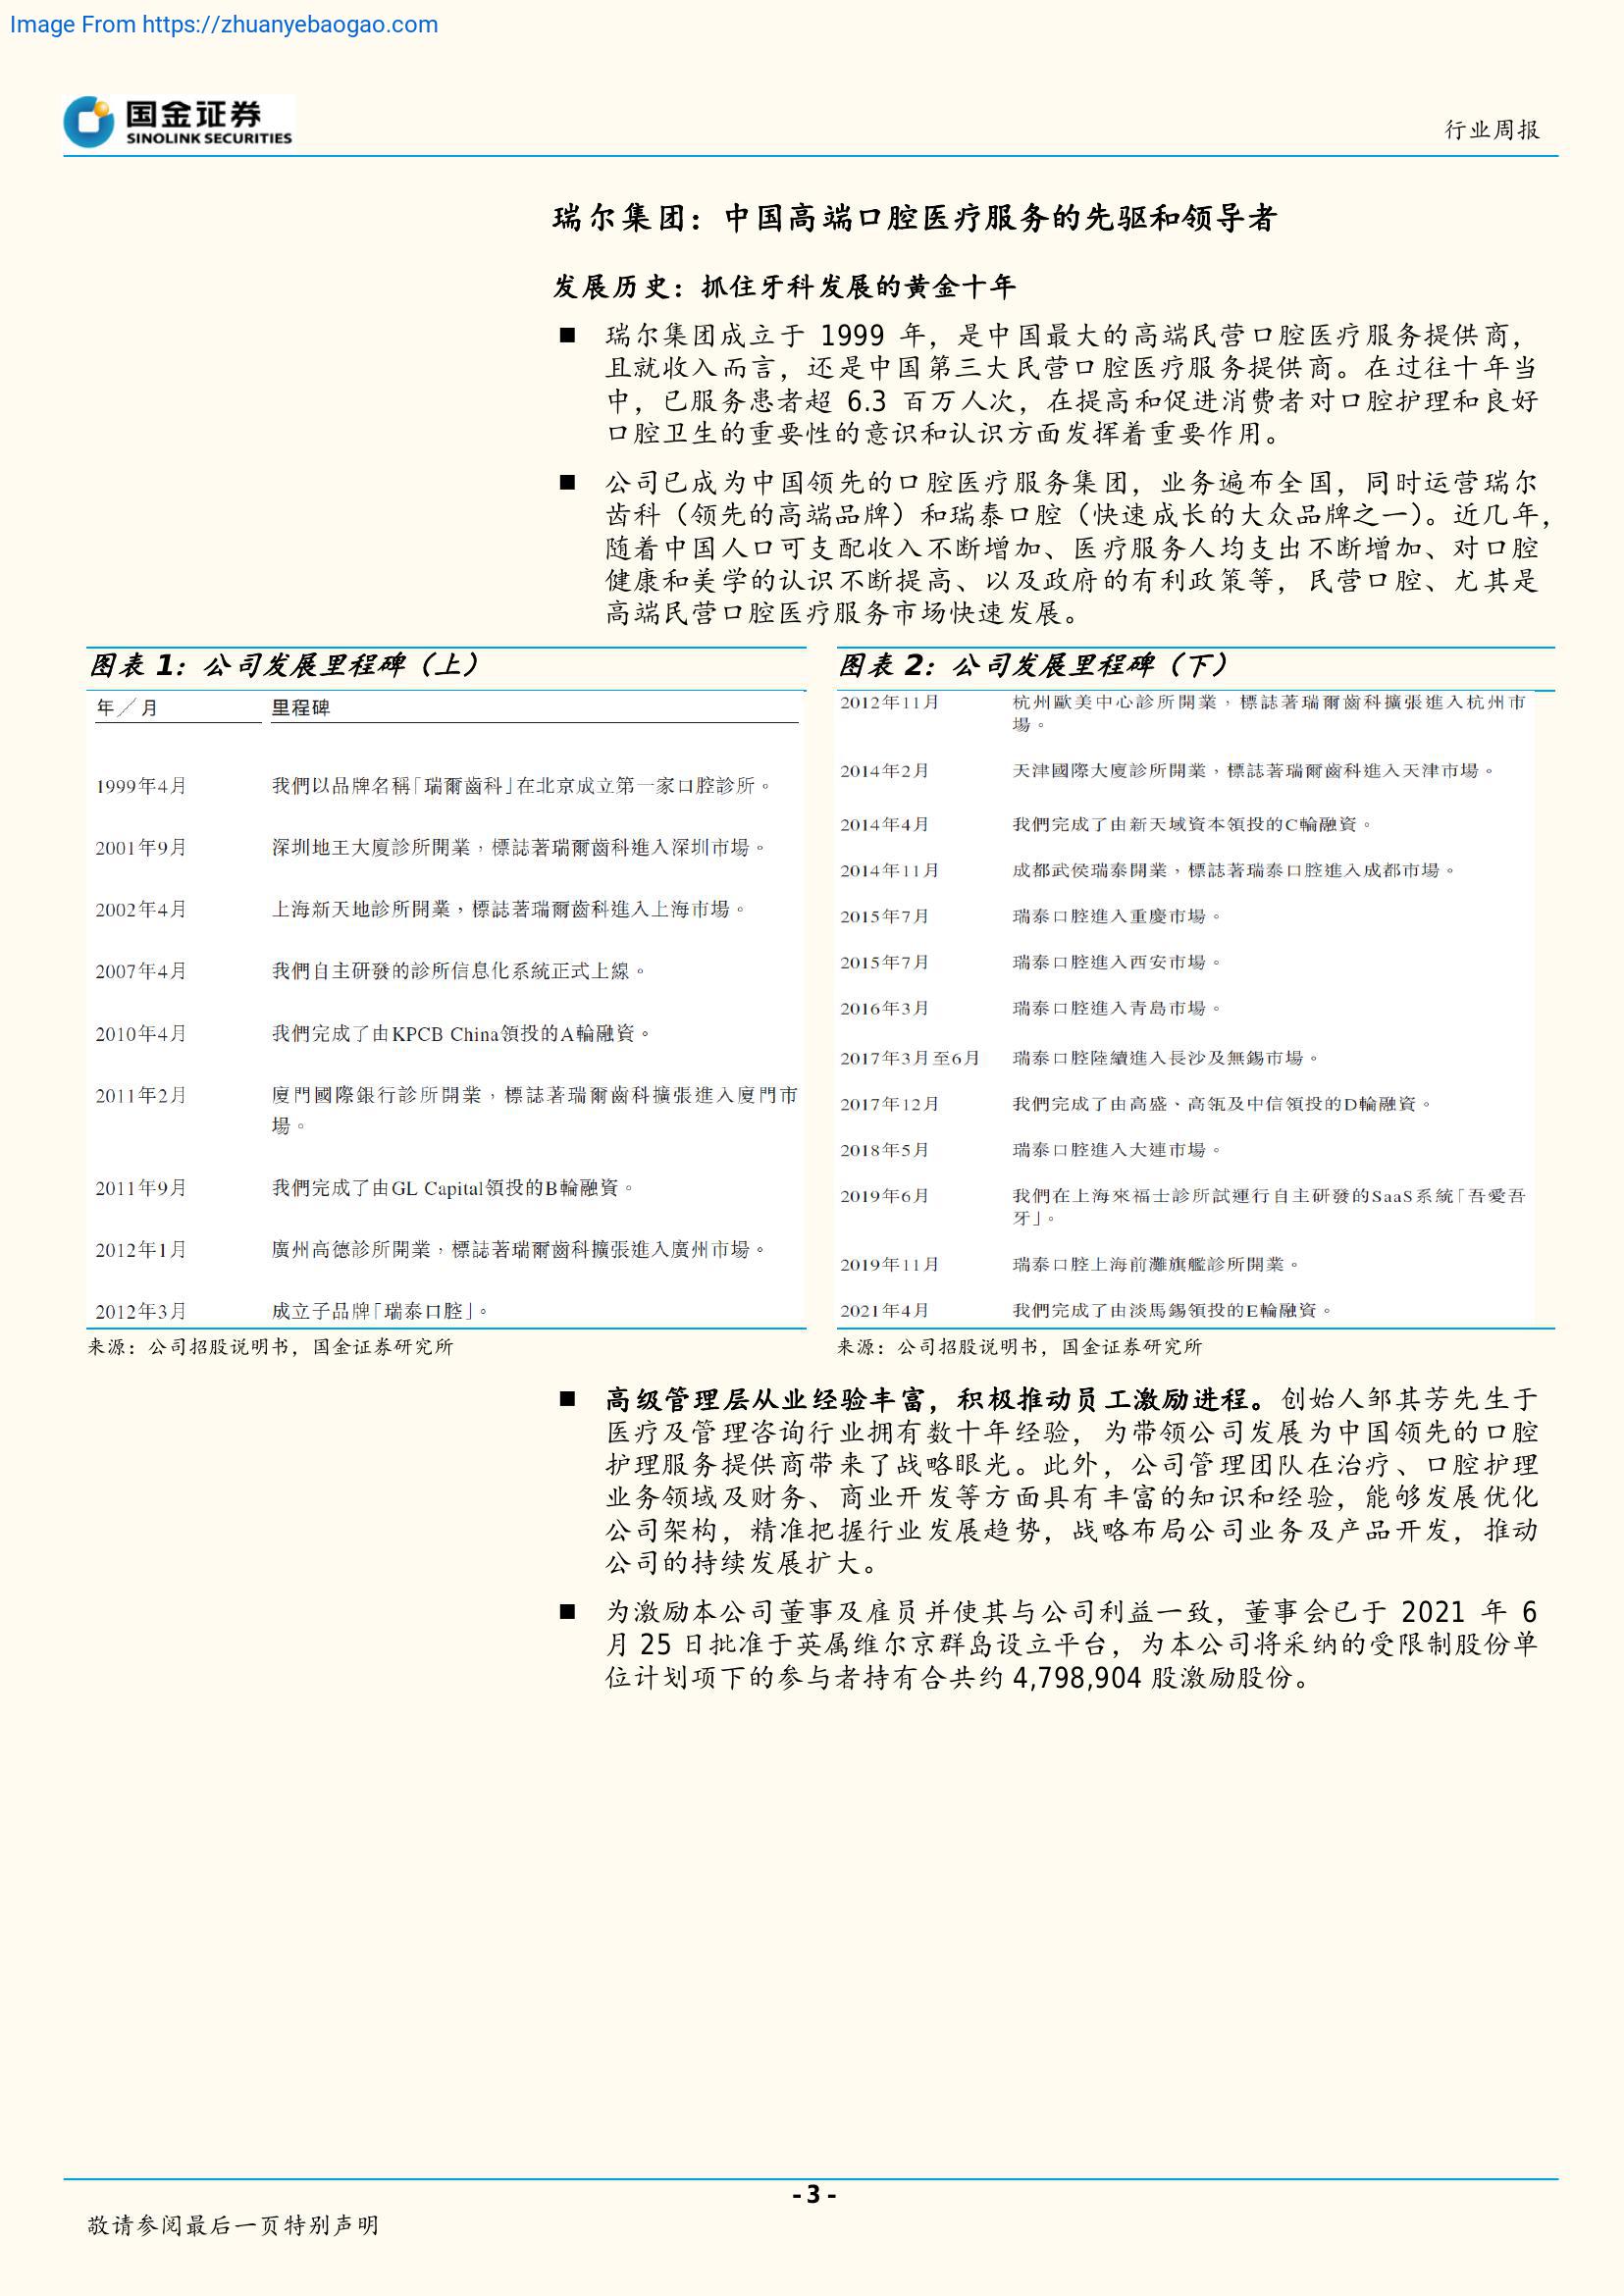 Image From https://zhuanyebaogao.com
国金证券
SINOLINK SECURITIES
行业周报
瑞尔集团：中国高端口腔医疗服务的先驱和领导者
发展历史：抓住牙科发展的黄金十年
■ 瑞尔集团成立于 1999 年，是中国最大的高端民营口腔医疗服务提供商，
且就收入而言，还是中国第三大民营口腔医疗服务提供商。在过往十年当
中，已服务患者超 6.3 百万人次，在提高和促进消费者对口腔护理和良好
口腔卫生的重要性的意识和认识方面发挥着重要作用。
■ 公司已成为中国领先的口腔医疗服务集团，业务遍布全国，同时运营瑞尔
齿科（领先的高端品牌）和瑞泰口腔（快速成长的大众品牌之一）。近几年，
随着中国人口可支配收入不断增加、医疗服务人均支出不断增加、对口腔
健康和美学的认识不断提高、以及政府的有利政策等，民营口腔、尤其是
高端民营口腔医疗服务市场快速发展。
图表 1：公司发展里程碑（上）
年／月 里程碑
1999年4月 我們以品牌名稱「瑞爾齒科」在北京成立第一家口腔診所。
2001年9月 深圳地王大廈診所開業，標誌著瑞爾齒科進入深圳市場。
2002年4月 上海新天地診所開業，標誌著瑞爾齒科進入上海市場。
2007年4月 我們自主研發的診所信息化系統正式上線。
2010年4月 我們完成了由KPCB China領投的A輪融資。
2011年2月 廈門國際銀行診所開業，標誌著瑞爾齒科擴張進入廈門市
場。
2011年9月 我們完成了由GL Capital領投的B輪融資。
2012年1月 廣州高德診所開業，標誌著瑞爾齒科擴張進入廣州市場。
2012年3月 成立子品牌「瑞泰口腔」。
来源：公司招股说明书，国金证券研究所
图表 2：公司发展里程碑（下）
2012年11月 杭州歐美中心診所開業，標誌著瑞爾齒科擴張進入杭州市
場。
2014年2月 天津國際大廈診所開業，標誌著瑞爾齒科進入天津市場。
2014年4月 我們完成了由新天域資本領投的C輪融資。
2014年11月 成都武侯瑞泰開業，標誌著瑞泰口腔進入成都市場。
2015年7月 瑞泰口腔進入重慶市場。
2015年7月 瑞泰口腔進入西安市場。
2016年3月 瑞泰口腔進入青島市場。
2017年3月至6月 瑞泰口腔陸續進入長沙及無錫市場。
2017年12月 我們完成了由高盛、高瓴及中信領投的D輪融資。
2018年5月 瑞泰口腔進入大連市場。
2019年6月 我們在上海來福士診所試運行自主研發的SaaS系統「吾愛吾
牙」。
2019年11月 瑞泰口腔上海前灘旗艦診所開業。
2021年4月 我們完成了由淡馬錫領投的E輪融資。
来源：公司招股说明书，国金证券研究所
■ 高级管理层从业经验丰富，积极推动员工激励进程。创始人邹其芳先生于
医疗及管理咨询行业拥有数十年经验，为带领公司发展为中国领先的口腔
护理服务提供商带来了战略眼光。此外，公司管理团队在治疗、口腔护理
业务领域及财务、商业开发等方面具有丰富的知识和经验，能够发展优化
公司架构，精准把握行业发展趋势，战略布局公司业务及产品开发，推动
公司的持续发展扩大。
■ 为激励本公司董事及雇员并使其与公司利益一致，董事会已于 2021 年 6
月 25 日批准于英属维尔京群岛设立平台，为本公司将采纳的受限制股份单
位计划项下的参与者持有合共约 4,798,904 股激励股份。
- 3 -
敬请参阅最后一页特别声明